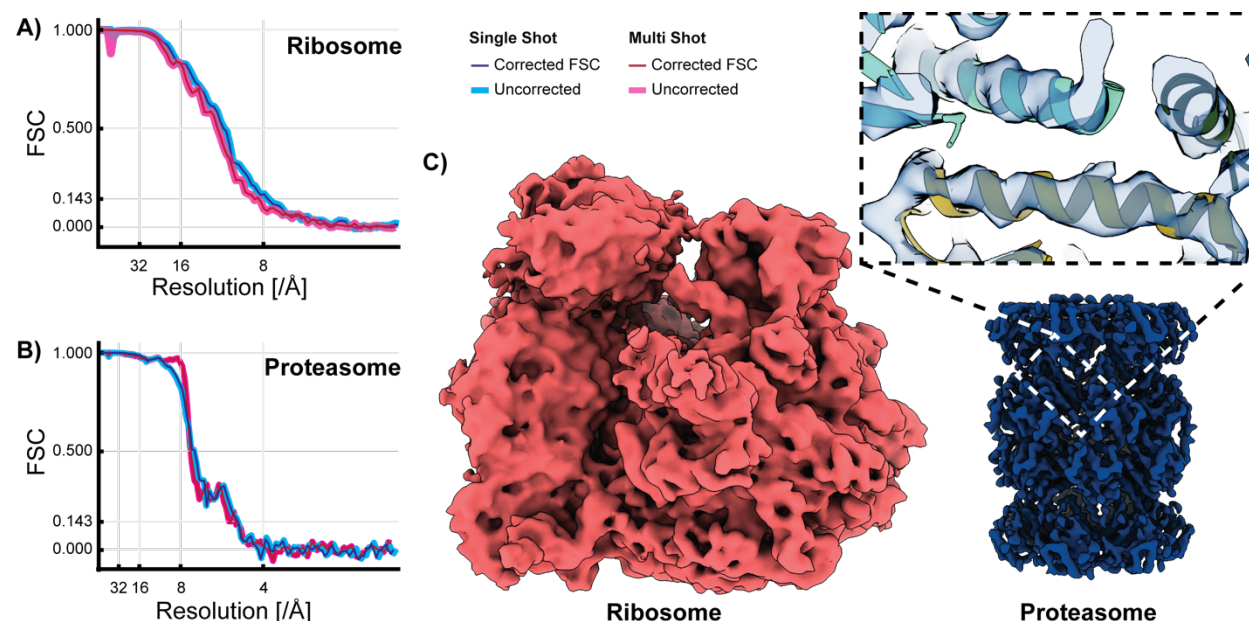 A)
Ribosome
1.000
0.500
0.143
0.000
FSC
32 16 8
Resolution [/Å]
Single Shot
Corrected FSC
Uncorrected
Multi Shot
Corrected FSC
Uncorrected
B)
Proteasome
1.000
0.500
0.143
0.000
FSC
32 16 8 4
Resolution [/Å]
C)
Ribosome
Proteasome